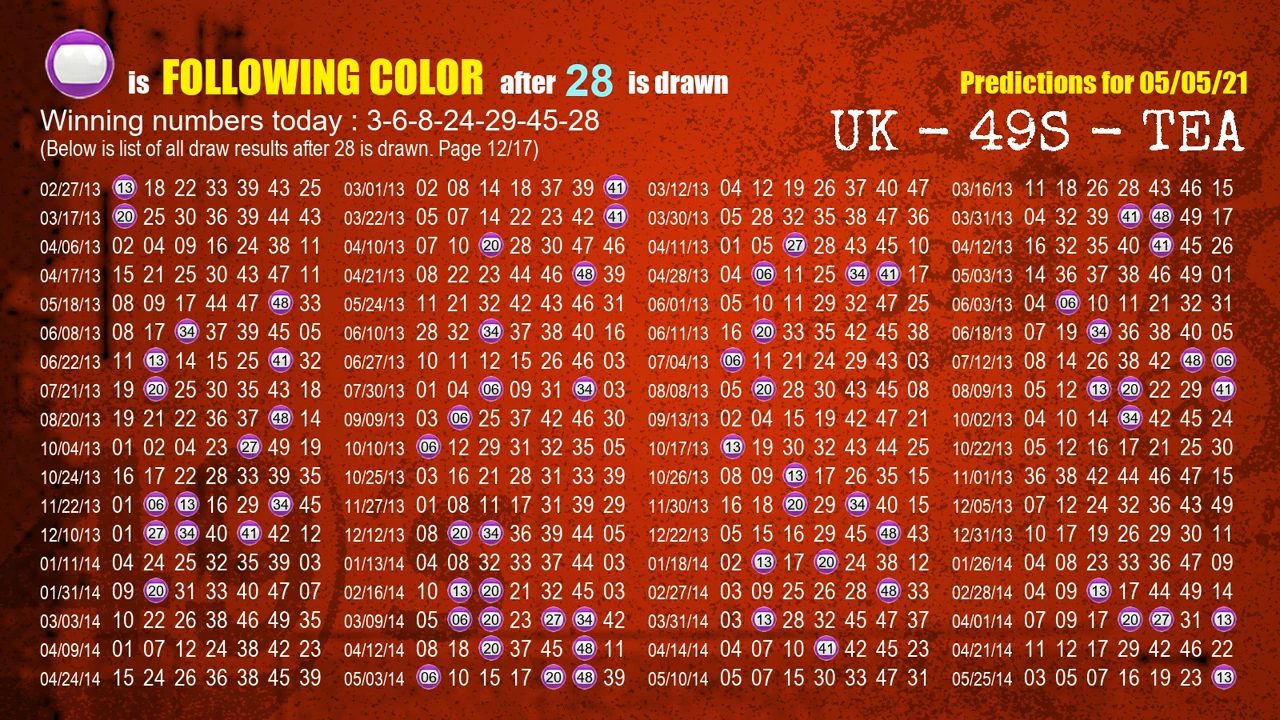 is FOLLOWING COLOR after 28 is drawn
Predictions for 05/05/21
Winning numbers today : 3-6-8-24-29-45-28
UK - 49S - TEA
(Below is list of all draw results after 28 is drawn. Page 12/17)
02/27/13 13 18 22 33 39 43 25 03/01/13 02 08 14 18 37 39 41 03/12/13 04 12 19 26 37 40 47 03/16/13 11 18 26 28 43 46 15
03/17/13 20 25 30 36 39 44 43 03/22/13 05 07 14 22 23 42 41 03/30/13 05 28 32 35 38 47 36 03/31/13 04 32 39 41 48 49 17
04/06/13 02 04 09 16 24 38 11 04/10/13 07 10 20 28 30 47 46 04/11/13 01 05 27 28 43 45 10 04/12/13 16 32 35 40 41 45 26
04/17/13 15 21 25 30 43 47 11 04/21/13 08 22 23 44 46 48 39 04/28/13 04 06 11 25 34 41 17 05/03/13 14 36 37 38 46 49 01
05/18/13 08 09 17 44 47 48 33 05/24/13 11 21 32 42 43 46 31 06/01/13 05 10 11 29 32 47 25 06/03/13 04 06 10 11 21 32 31
06/08/13 08 17 34 37 39 45 05 06/10/13 28 32 34 37 38 40 16 06/11/13 16 20 33 35 42 45 38 06/18/13 07 19 34 36 38 40 05
06/22/13 11 13 14 15 25 41 32 06/27/13 10 11 12 15 26 46 03 07/04/13 06 11 21 24 29 43 03 07/12/13 08 14 26 38 42 48 06
07/21/13 19 20 25 30 35 43 18 07/30/13 01 04 06 09 31 34 03 08/08/13 05 20 28 30 43 45 08 08/09/13 05 12 13 20 22 29 41
08/20/13 19 21 22 36 37 48 14 09/09/13 03 06 25 37 42 46 30 09/13/13 02 04 15 19 42 47 21 10/02/13 04 10 14 34 42 45 24
10/04/13 01 02 04 23 27 49 19 10/10/13 06 12 29 31 32 35 05 10/17/13 13 19 30 32 43 44 25 10/22/13 05 12 16 17 21 25 30
10/24/13 16 17 22 28 33 39 35 10/25/13 03 16 21 28 31 33 39 10/26/13 08 09 13 17 26 35 15 11/01/13 36 38 42 44 46 47 15
11/22/13 01 06 13 16 29 34 45 11/27/13 01 08 11 17 31 39 29 11/30/13 16 18 20 29 34 40 15 12/05/13 07 12 24 32 36 43 49
12/10/13 01 27 34 40 41 42 12 12/12/13 08 20 34 36 39 44 05 12/22/13 05 15 16 29 45 48 43 12/31/13 10 17 19 26 29 30 11
01/11/14 04 24 25 32 35 39 03 01/13/14 04 08 32 33 37 44 03 01/18/14 02 13 17 20 24 38 12 01/26/14 04 08 23 33 36 47 09
01/31/14 09 20 31 33 40 47 07 02/16/14 10 13 20 21 32 45 03 02/27/14 03 09 25 26 28 48 33 02/28/14 04 09 13 17 44 49 14
03/03/14 10 22 26 38 46 49 35 03/09/14 05 06 20 23 27 34 42 03/31/14 03 13 28 32 45 47 37 04/01/14 07 09 17 20 27 31 13
04/09/14 01 07 12 24 38 42 23 04/12/14 08 18 20 37 45 48 11 04/14/14 04 07 10 41 42 45 23 04/21/14 11 12 17 29 42 46 22
04/24/14 15 24 26 36 38 45 39 05/03/14 06 10 15 17 20 48 39 05/10/14 05 07 15 30 33 47 31 05/25/14 03 05 07 16 19 23 13